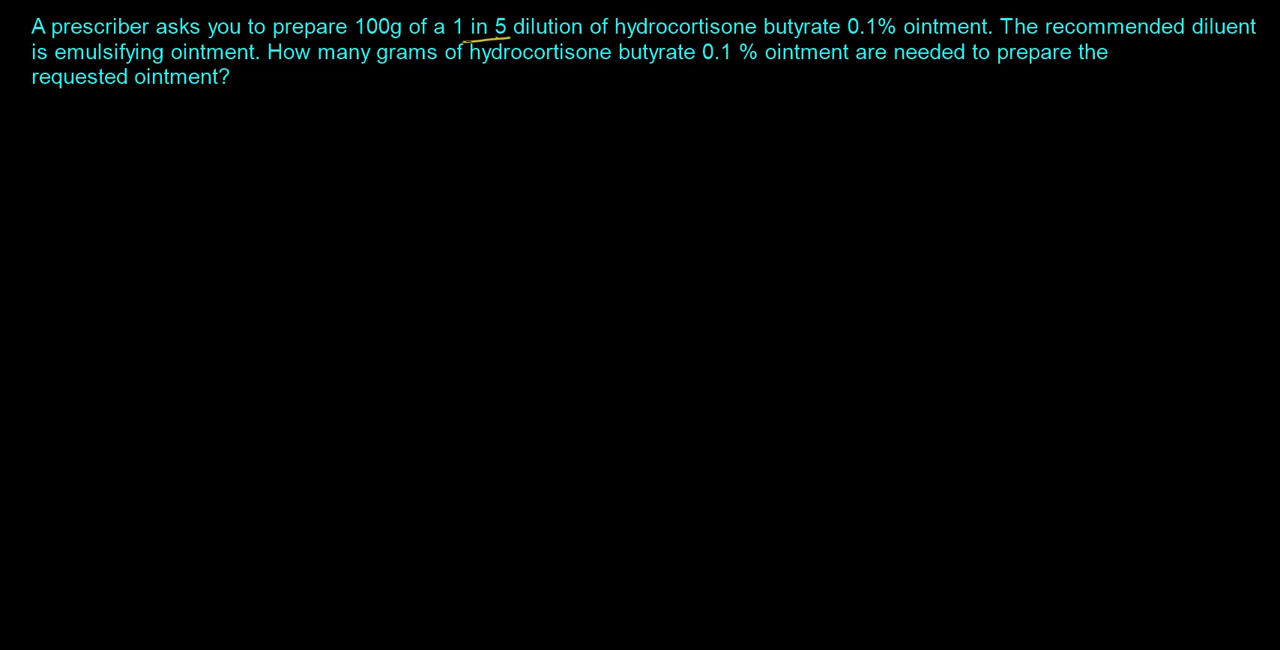 A prescriber asks you to prepare 100g of a 1 in 5 dilution of hydrocortisone butyrate 0.1% ointment. The recommended diluent
is emulsifying ointment. How many grams of hydrocortisone butyrate 0.1 % ointment are needed to prepare the
requested ointment?